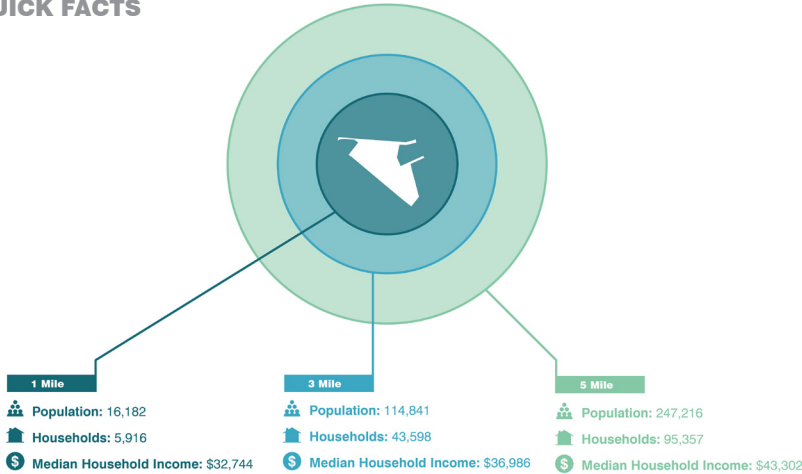 QUICK FACTS
1 Mile
Population: 16,182
Households: 5,916
$ Median Household Income: $32,744
3 Mile
Population: 114,841
Households: 43,598
$ Median Household Income: $36,986
5 Mile
Population: 247,216
Households: 95,357
$ Median Household Income: $43,302